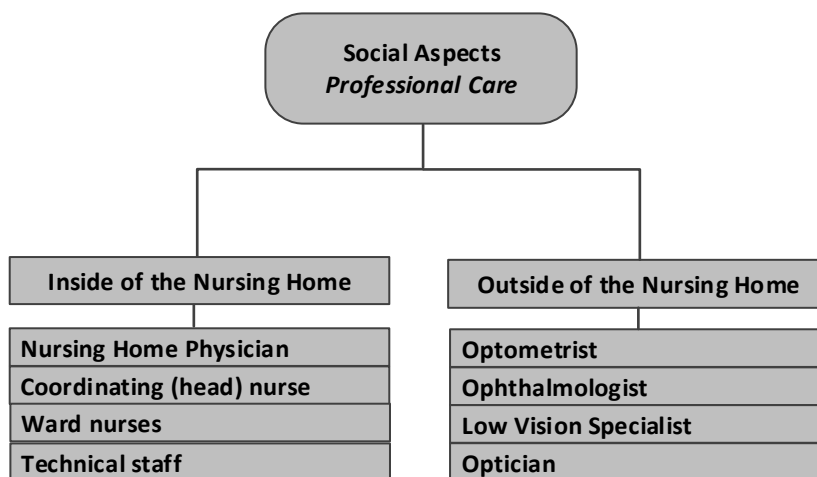 Social Aspects
Professional Care
Inside of the Nursing Home
Nursing Home Physician
Coordinating (head) nurse
Ward nurses
Technical staff
Outside of the Nursing Home
Optometrist
Ophthalmologist
Low Vision Specialist
Optician